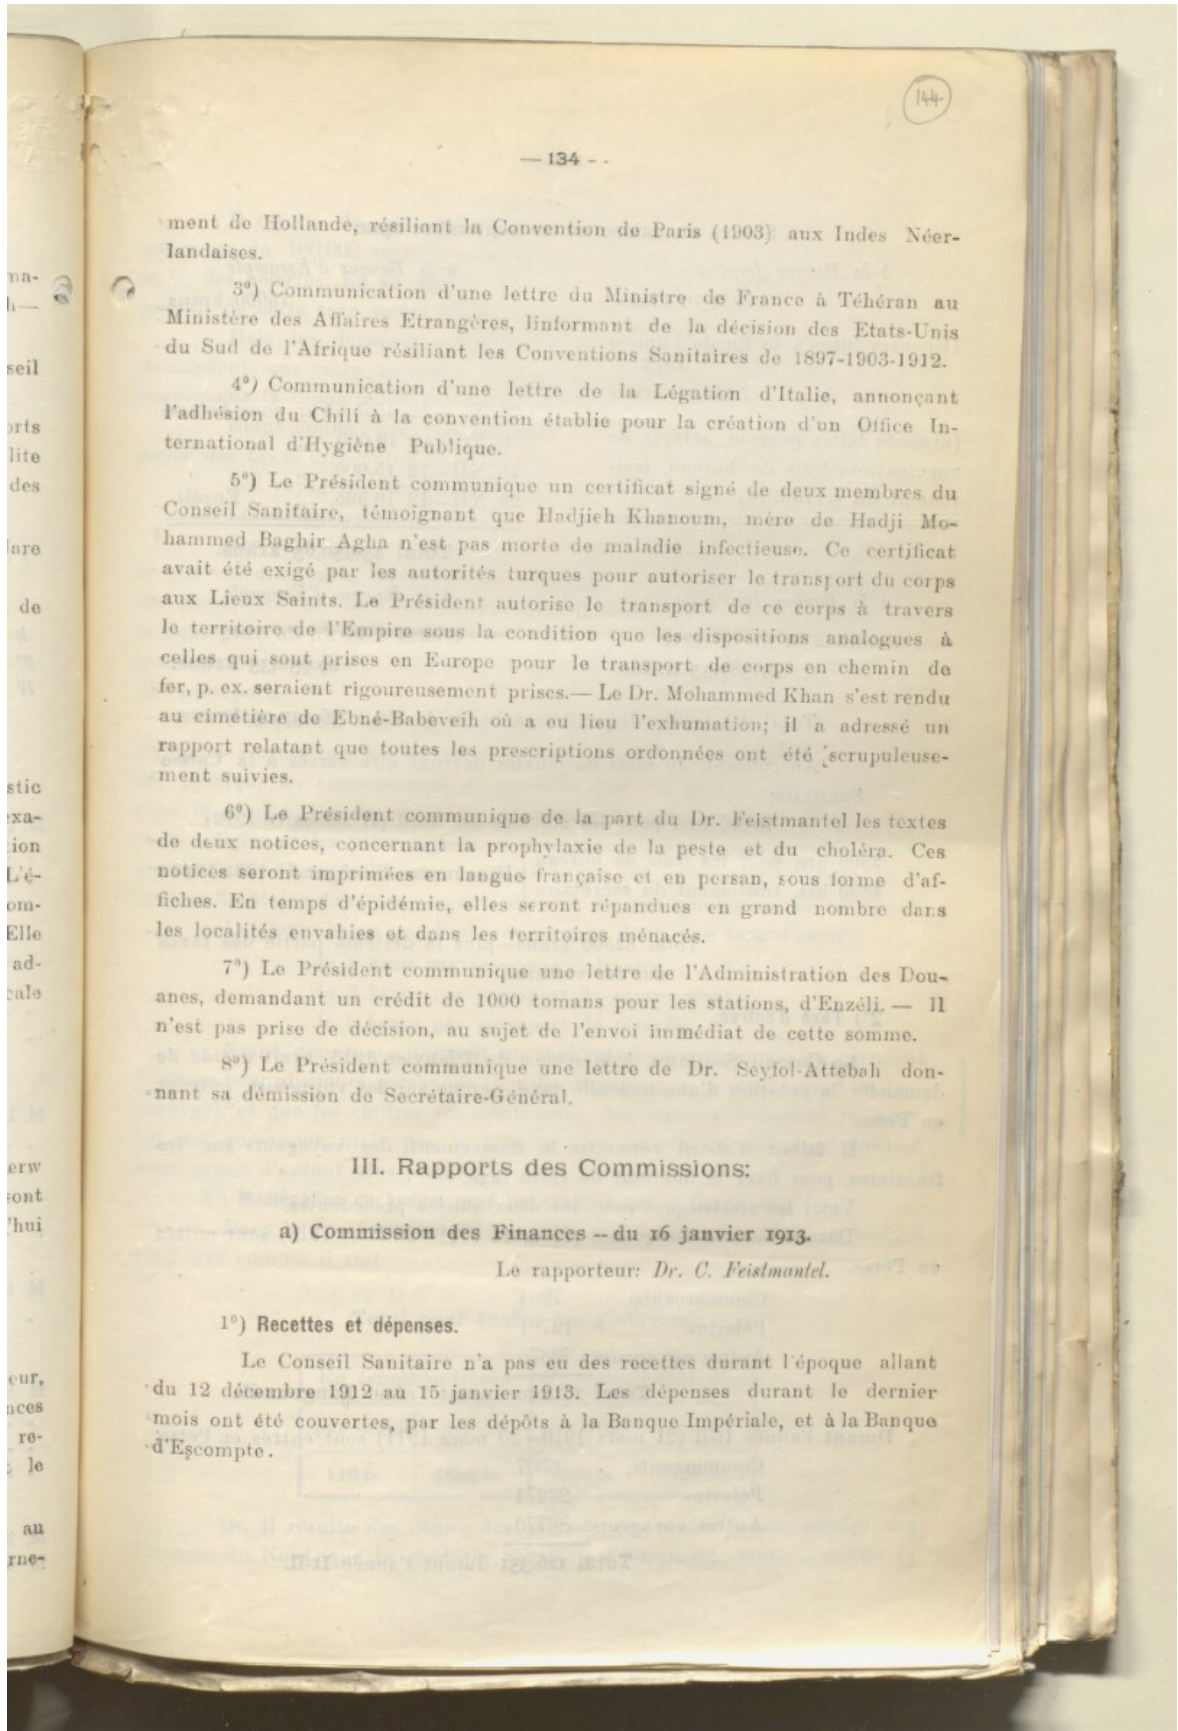 144
— 134 - -
ment de Hollande, résiliant la Convention de Paris (1903) aux Indes Néer-
landaises.
3°) Communication d'une lettre du Ministre de France à Téhéran au
Ministère des Affaires Etrangères, linformant de la décision des Etats-Unis
du Sud de l'Afrique résiliant les Conventions Sanitaires de 1897-1903-1912.
4°) Communication d'une lettre de la Légation d'Italie, annonçant
l'adhésion du Chili à la convention établie pour la création d'un Office In-
ternational d'Hygiène Publique.
5°) Le Président communique un certificat signé de deux membres du
Conseil Sanitaire, témoignant que Hadjieh Khanoum, mère de Hadji Mo-
hammed Baghir Agha n'est pas morte de maladie infectieuse. Ce certificat
avait été exigé par les autorités turques pour autoriser le transport du corps
aux Lieux Saints. Le Président autorise le transport de ce corps à travers
le territoire de l'Empire sous la condition que les dispositions analogues à
celles qui sont prises en Europe pour le transport de corps en chemin de
fer, p. ex. seraient rigoureusement prises.— Le Dr. Mohammed Khan s'est rendu
au cimetière de Ebné-Babeveih où a eu lieu l'exhumation; il a adressé un
rapport relatant que toutes les prescriptions ordonnées ont été scrupuleuse-
ment suivies.
6°) Le Président communique de la part du Dr. Feistmantel les textes
de deux notices, concernant la prophylaxie de la peste et du choléra. Ces
notices seront imprimées en langue française et en persan, sous forme d'af-
fiches. En temps d'épidémie, elles seront répandues en grand nombre dans
les localités envahies et dans les territoires ménacés.
7°) Le Président communique une lettre de l'Administration des Dou-
anes, demandant un crédit de 1000 tomans pour les stations, d'Enzéli. — Il
n'est pas prise de décision, au sujet de l'envoi immédiat de cette somme.
8°) Le Président communique une lettre de Dr. Seyfol-Attebah don-
nant sa démission de Secrétaire-Général.
III. Rapports des Commissions:
a) Commission des Finances -- du 16 janvier 1913.
Le rapporteur: Dr. C. Feistmantel.
1°) Recettes et dépenses.
Le Conseil Sanitaire n'a pas eu des recettes durant l'époque allant
du 12 décembre 1912 au 15 janvier 1913. Les dépenses durant le dernier
mois ont été couvertes, par les dépôts à la Banque Impériale, et à la Banque
d'Escompte.